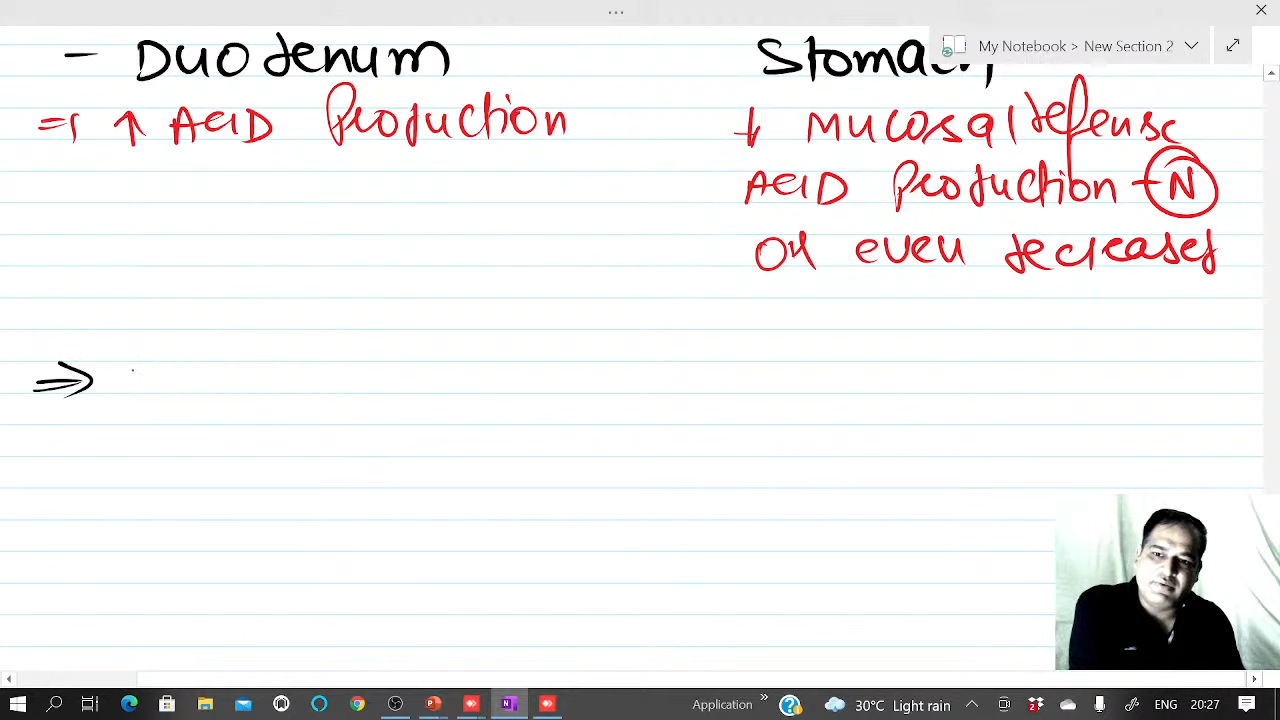 My Notebook > New Section 2
- Duodenum
Stomach
⇒ ↑ ACID Production
↓ Mucosal defense
ACID Production - N
Or even decreases
⇒
Application
30°C Light rain
ENG
20:27